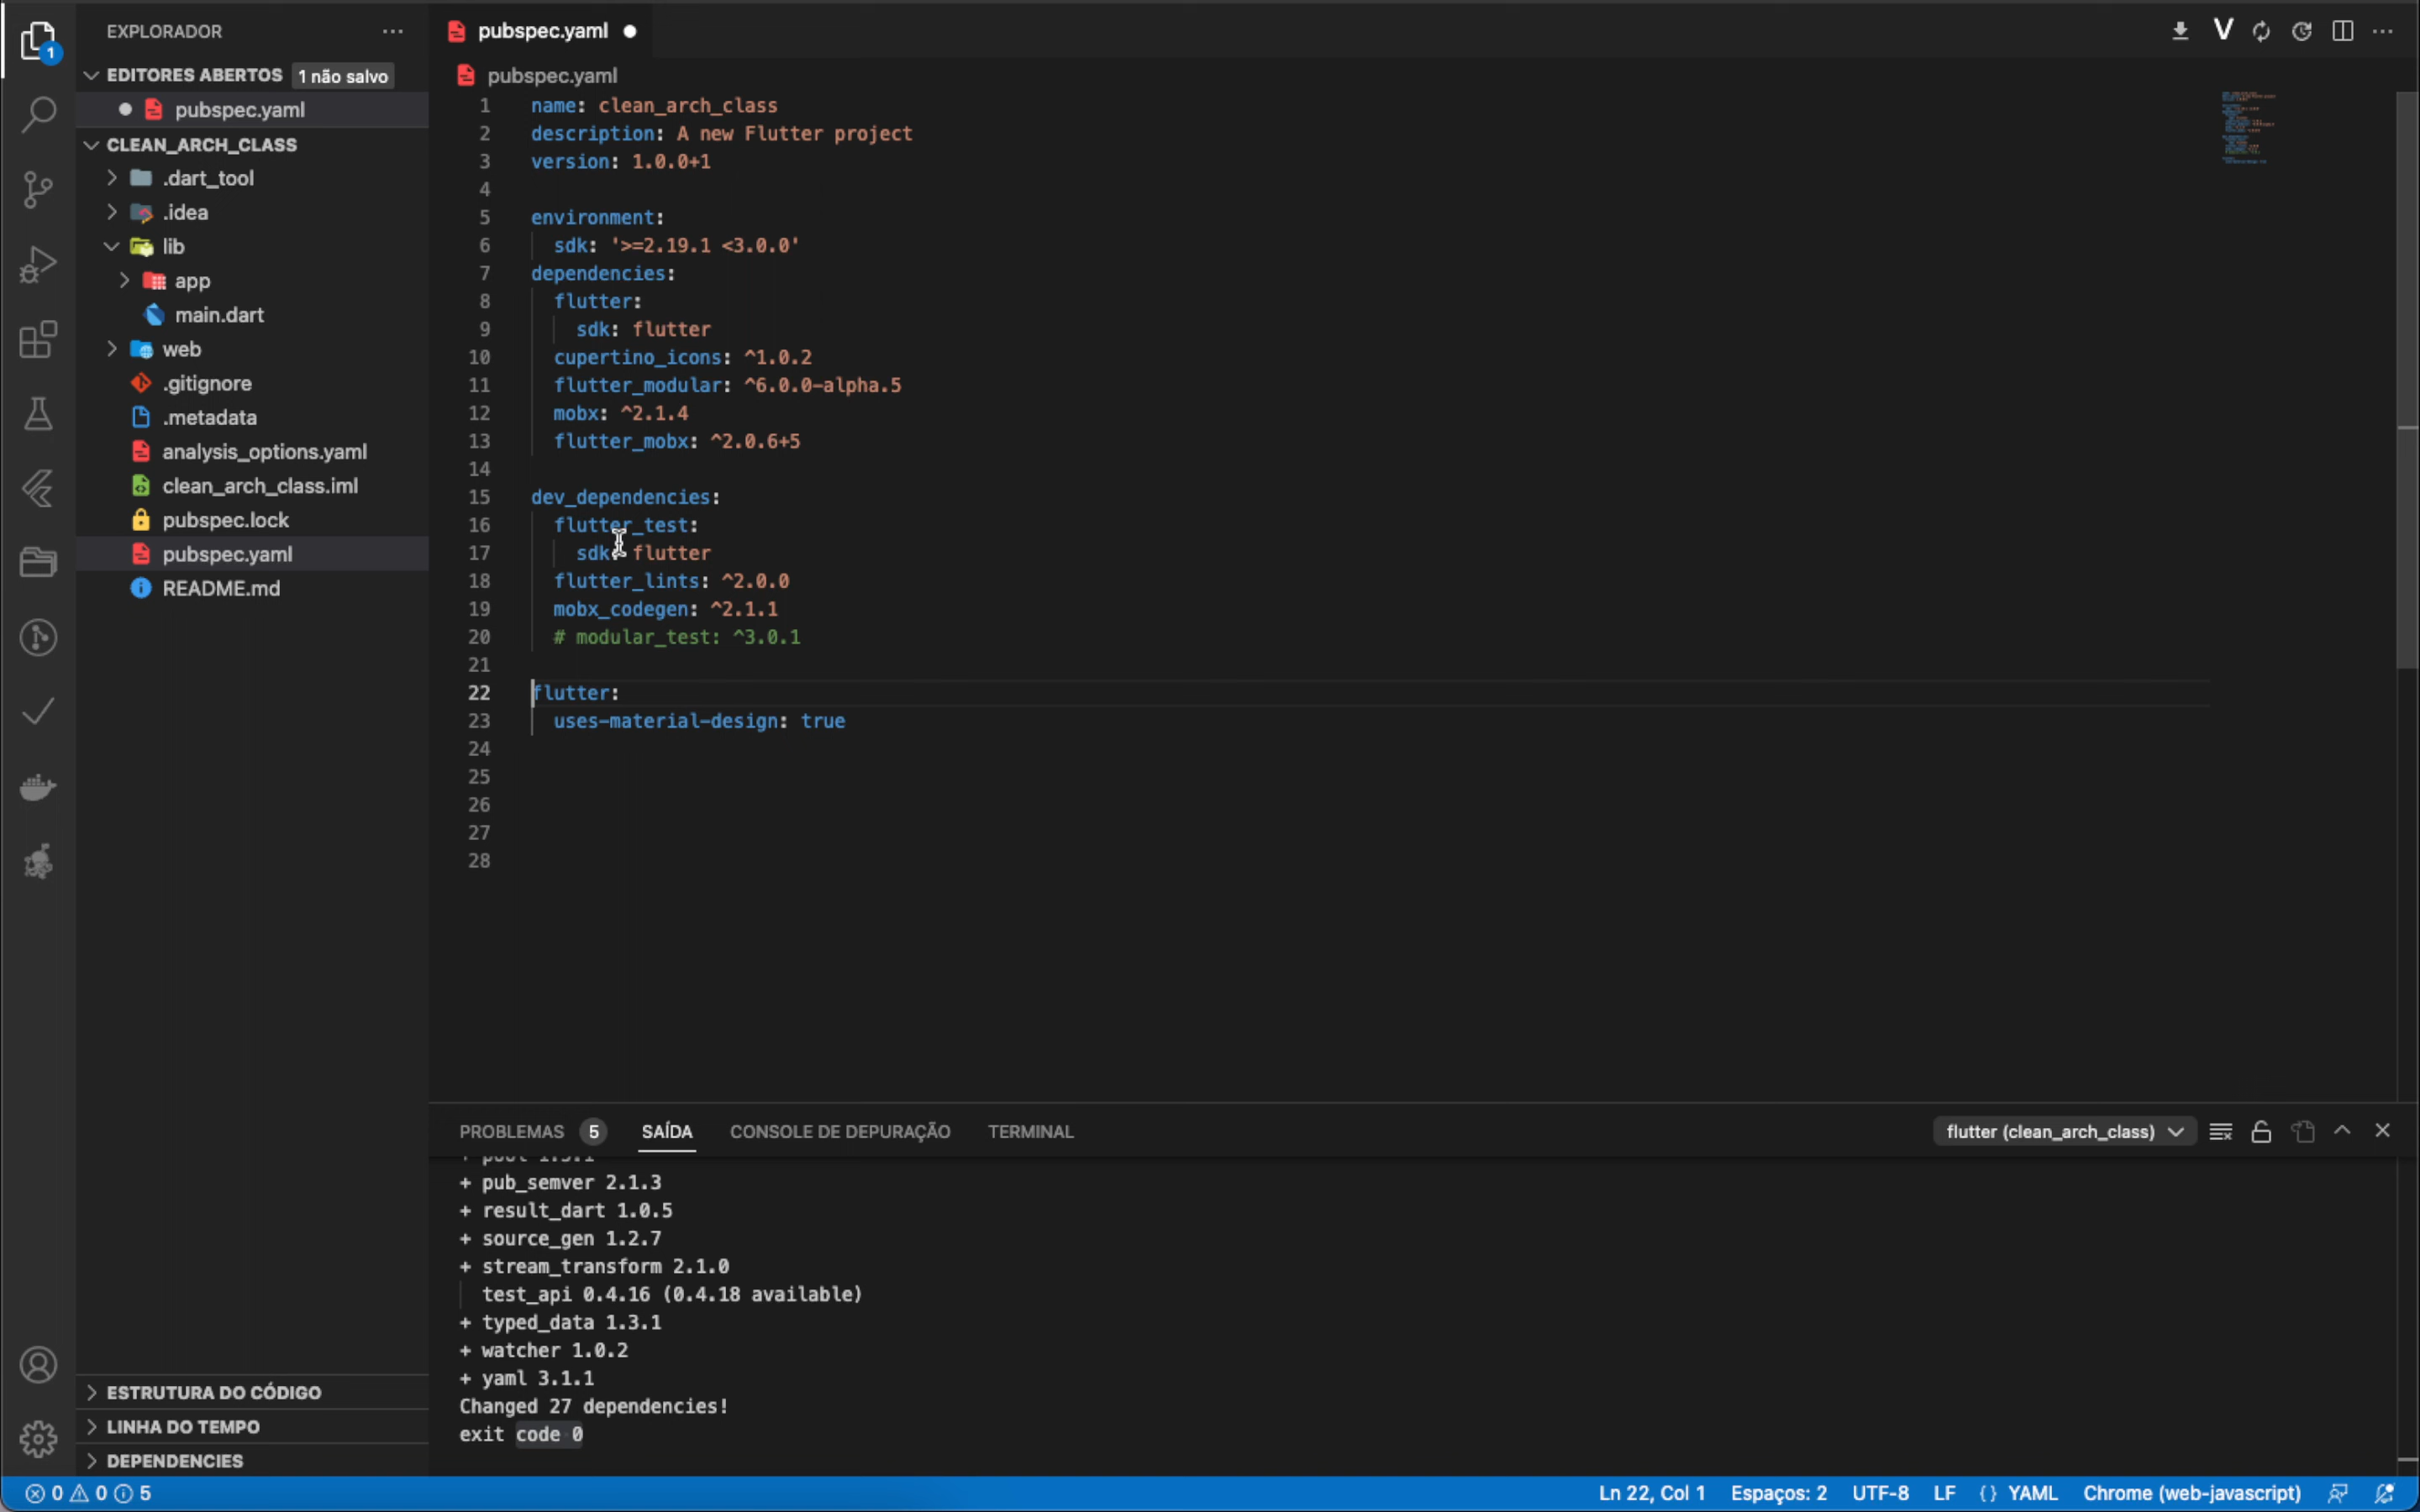 EXPLORADOR
1
EDITORES ABERTOS 1 não salvo
pubspec.yaml
CLEAN_ARCH_CLASS
.dart_tool
.idea
lib
app
main.dart
web
.gitignore
.metadata
analysis_options.yaml
clean_arch_class.iml
pubspec.lock
pubspec.yaml
README.md
ESTRUTURA DO CÓDIGO
LINHA DO TEMPO
DEPENDENCIES
pubspec.yaml
pubspec.yaml
1 name: clean_arch_class
2 description: A new Flutter project
3 version: 1.0.0+1
4
5 environment:
6 sdk: '>=2.19.1 <3.0.0'
7 dependencies:
8 flutter:
9 sdk: flutter
10 cupertino_icons: ^1.0.2
11 flutter_modular: ^6.0.0-alpha.5
12 mobx: ^2.1.4
13 flutter_mobx: ^2.0.6+5
14
15 dev_dependencies:
16 flutter_test:
17 sdk: flutter
18 flutter_lints: ^2.0.0
19 mobx_codegen: ^2.1.1
20 # modular_test: ^3.0.1
21
22 flutter:
23 uses-material-design: true
24
25
26
27
28
PROBLEMAS 5 SAÍDA CONSOLE DE DEPURAÇÃO TERMINAL flutter (clean_arch_class)
+ pub_semver 2.1.3
+ result_dart 1.0.5
+ source_gen 1.2.7
+ stream_transform 2.1.0
test_api 0.4.16 (0.4.18 available)
+ typed_data 1.3.1
+ watcher 1.0.2
+ yaml 3.1.1
Changed 27 dependencies!
exit code 0
0 0 5 Ln 22, Col 1 Espaços: 2 UTF-8 LF {} YAML Chrome (web-javascript)